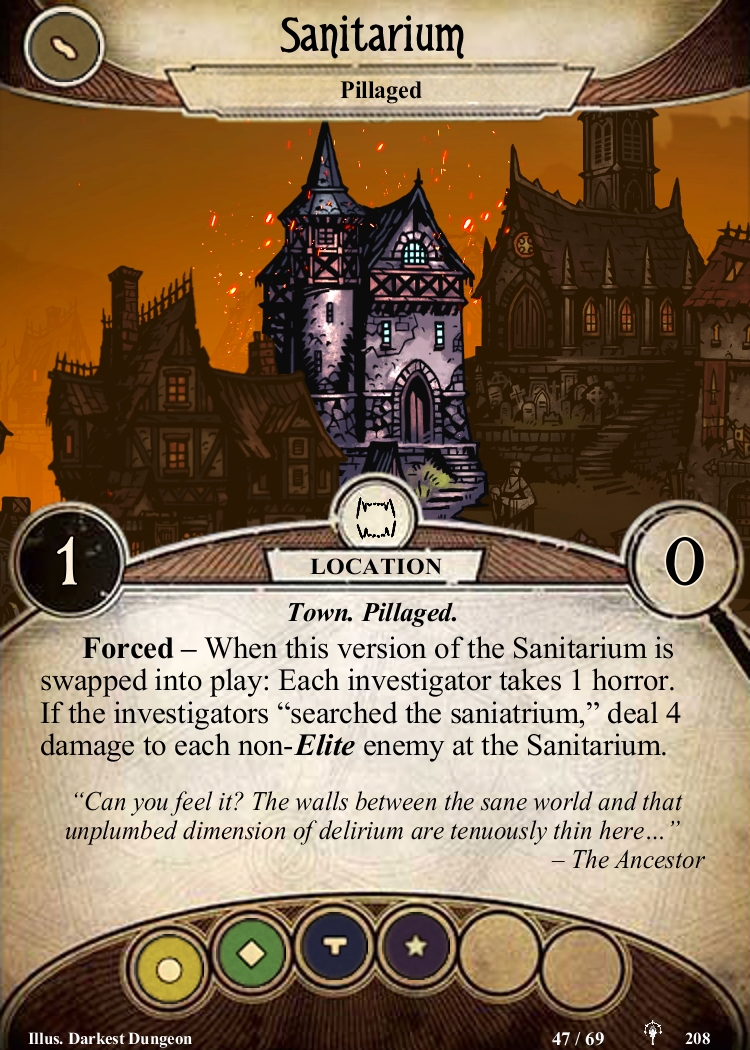 Sanitarium
Pillaged
1
LOCATION
0
Town. Pillaged.
Forced – When this version of the Sanitarium is
swapped into play: Each investigator takes 1 horror.
If the investigators “searched the saniatrium,” deal 4
damage to each non-Elite enemy at the Sanitarium.
“Can you feel it? The walls between the sane world and that
unplumbed dimension of delirium are tenuously thin here…”
– The Ancestor
Illus. Darkest Dungeon
47 / 69
208